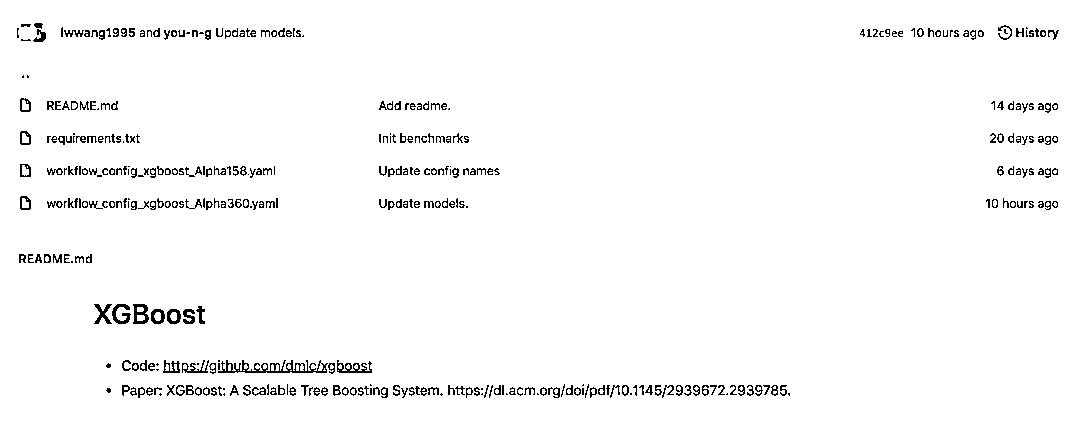 lwwang1995 and you-n-g Update models. 412c9ee 10 hours ago History
..
README.md Add readme. 14 days ago
requirements.txt Init benchmarks 20 days ago
workflow_config_xgboost_Alpha158.yaml Update config names 6 days ago
workflow_config_xgboost_Alpha360.yaml Update models. 10 hours ago
README.md
XGBoost
• Code: https://github.com/dmlc/xgboost
• Paper: XGBoost: A Scalable Tree Boosting System. https://dl.acm.org/doi/pdf/10.1145/2939672.2939785.